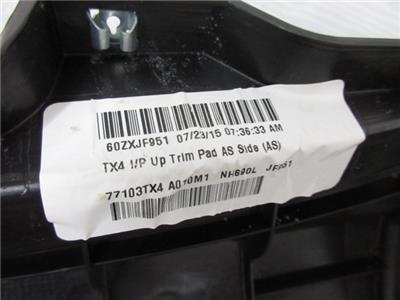 60ZXJF951 07/23/15 07:36:33 AM
TX4 I/P Up Trim Pad AS Side (AS)
77103TX4 A010M1 NH690L JF951